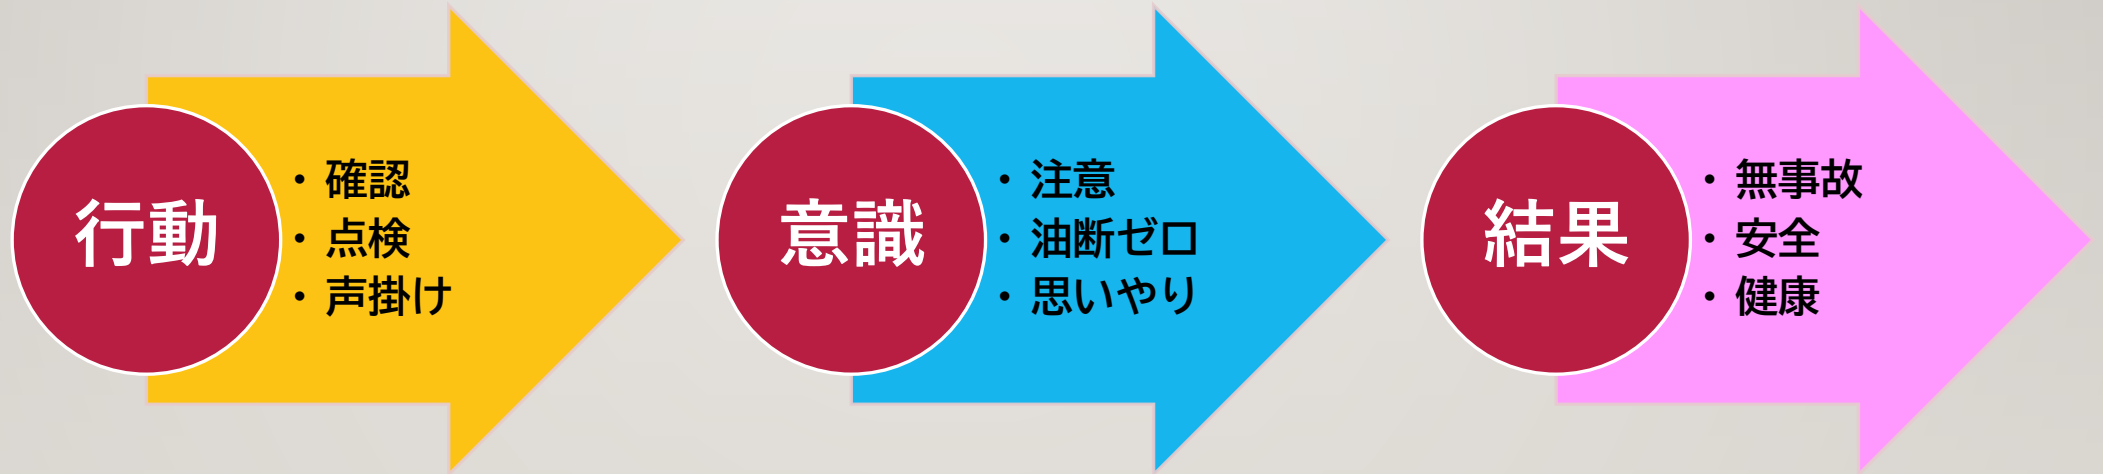 行動
・確認
・点検
・声掛け
意識
・注意
・油断ゼロ
・思いやり
結果
・無事故
・安全
・健康